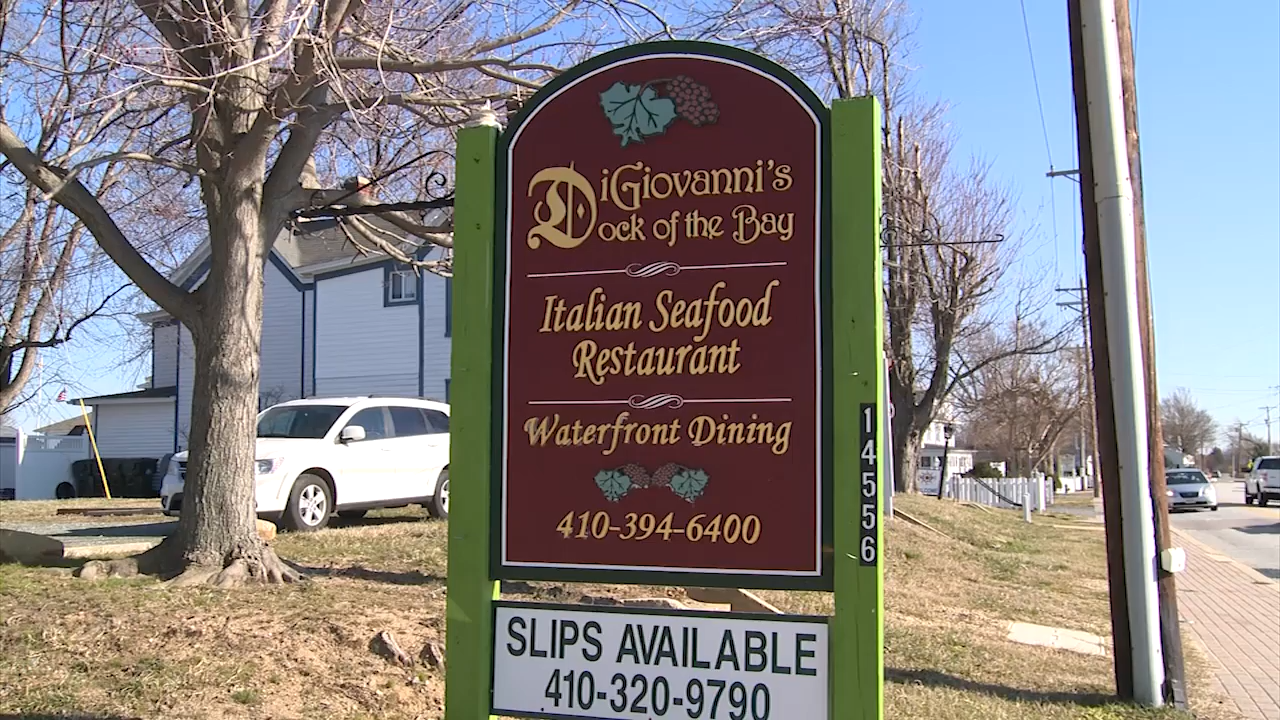 DiGiovanni's
Dock of the Bay
Italian Seafood
Restaurant
Waterfront Dining
410-394-6400
14556
SLIPS AVAILABLE
410-320-9790